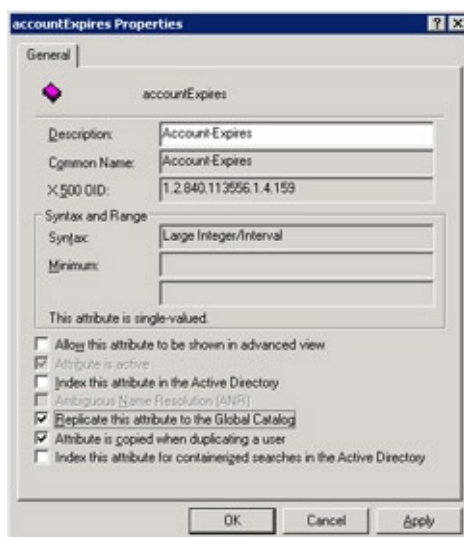 accountExpires Properties
General
accountExpires
Description: Account-Expires
Common Name: Account-Expires
X.500 OID: 1.2.840.113556.1.4.159
Syntax and Range
Syntax: Large Integer/Interval
Minimum:
This attribute is single-valued.
Allow this attribute to be shown in advanced view
Attribute is active
Index this attribute in the Active Directory
Ambiguous Name Resolution (ANR)
Replicate this attribute to the Global Catalog
Attribute is copied when duplicating a user
Index this attribute for containerized searches in the Active Directory
OK Cancel Apply